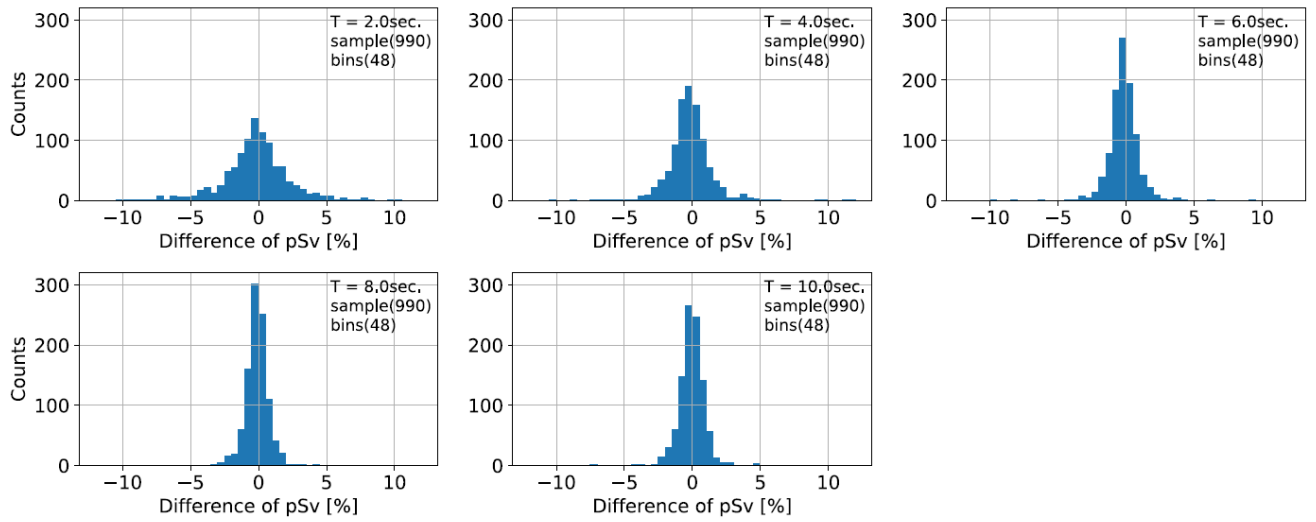 300
200
100
0
Counts
T = 2.0sec.
sample(990)
bins(48)
−10 −5 0 5 10
Difference of pSv [%]
300
200
100
0
T = 4.0sec.
sample(990)
bins(48)
−10 −5 0 5 10
Difference of pSv [%]
300
200
100
0
T = 6.0sec.
sample(990)
bins(48)
−10 −5 0 5 10
Difference of pSv [%]
300
200
100
0
Counts
T = 8.0sec.
sample(990)
bins(48)
−10 −5 0 5 10
Difference of pSv [%]
300
200
100
0
T = 10.0sec.
sample(990)
bins(48)
−10 −5 0 5 10
Difference of pSv [%]